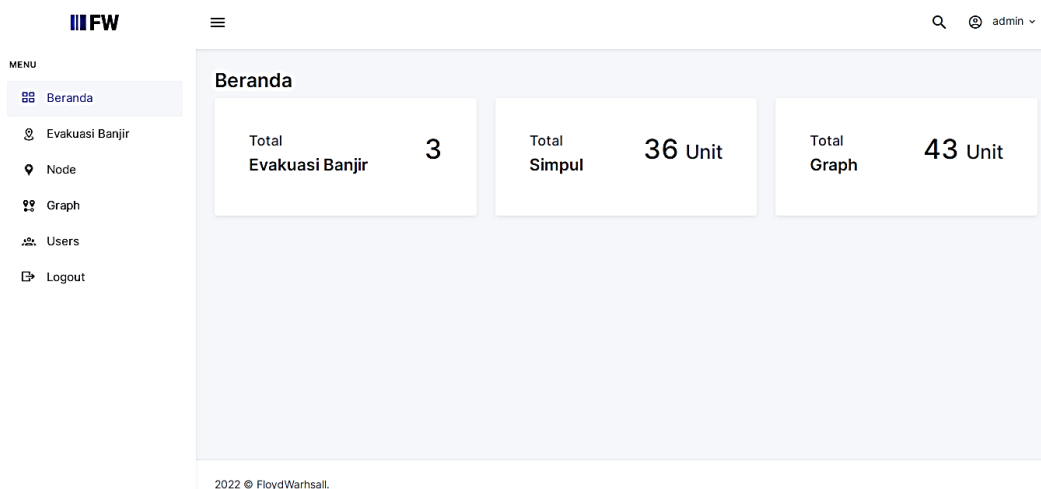 FW
admin
MENU
Beranda
Evakuasi Banjir
Node
Graph
Users
Logout
Beranda
Total
Evakuasi Banjir
3
Total
Simpul
36 Unit
Total
Graph
43 Unit
2022 © FloydWarhsall.